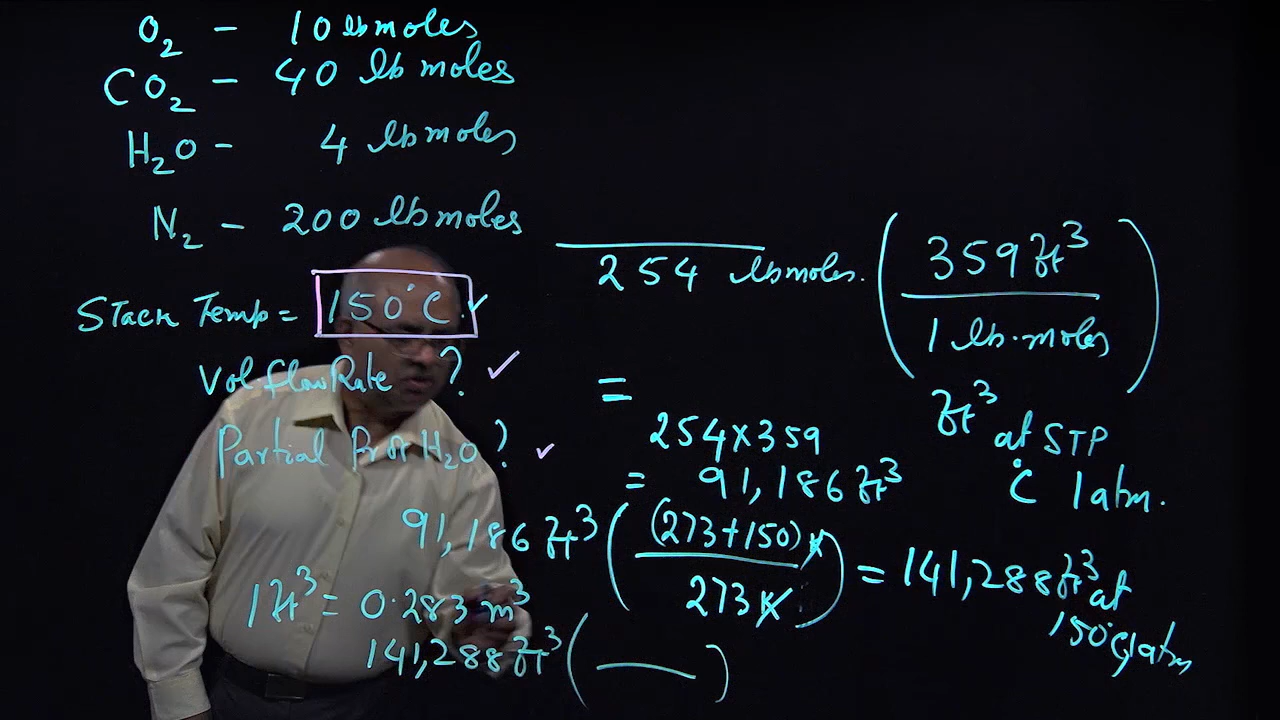 O₂ - 10 lb moles
CO₂ - 40 lb moles
H₂O - 4 lb moles
N₂ - 200 lb moles
254 lb moles. (359 ft³ / 1 lb. moles)
Stack Temp = 150°C.
Vol. flow Rate ?
Partial Pr of H₂O ?
= ft³ at STP
254×359
°C 1 atm.
= 91,186 ft³
91,186 ft³ ((273+150) K / 273 K) = 141,288 ft³ at 150°C, 1 atm
1 ft³ = 0.283 m³
141,288 ft³ ( — )